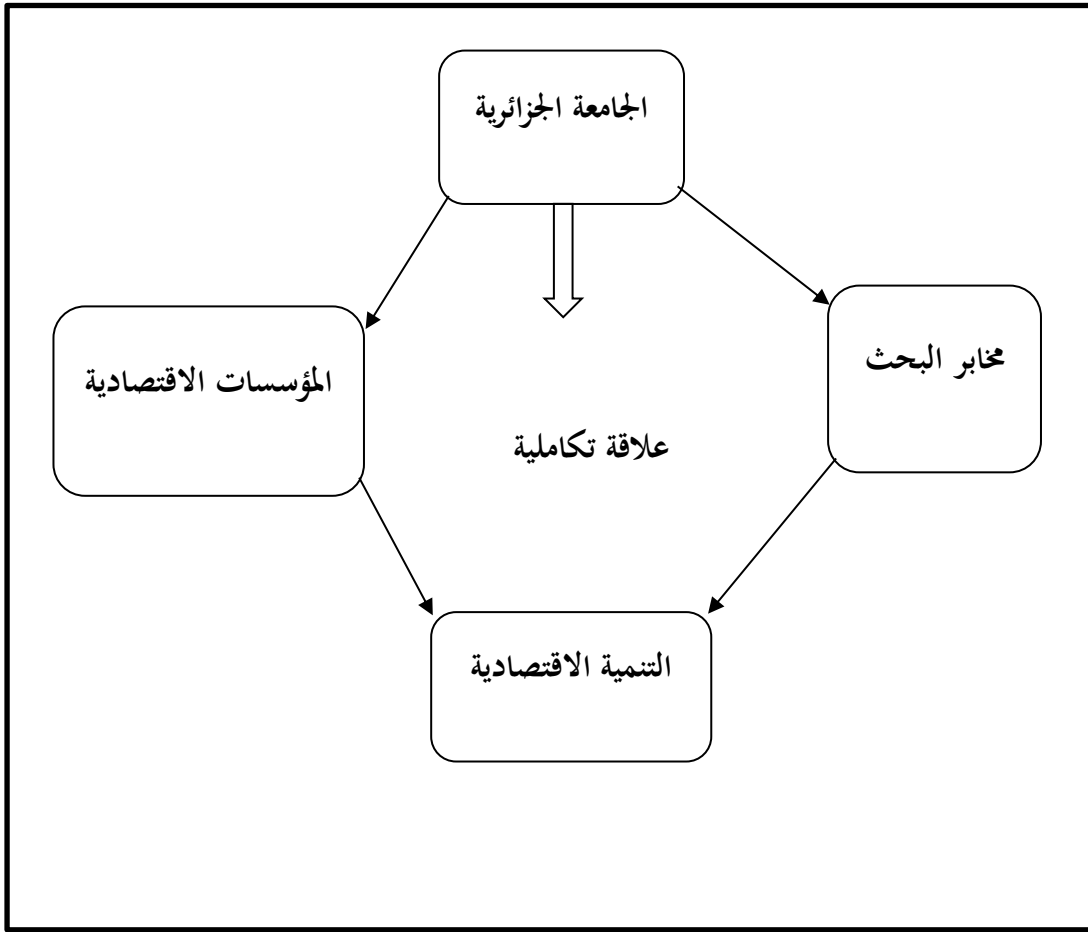 الجامعة الجزائرية
مخابر البحث
المؤسسات الاقتصادية
علاقة تكاملية
التنمية الاقتصادية